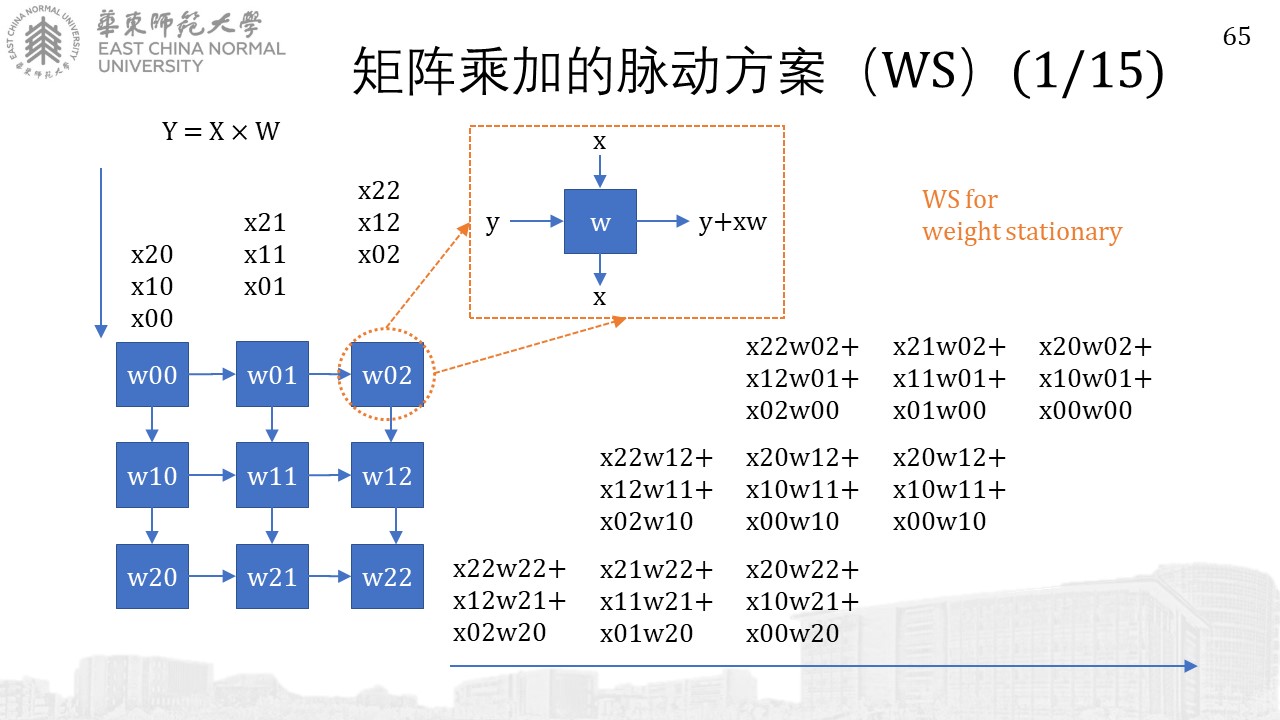 華東師範大學
EAST CHINA NORMAL
UNIVERSITY
EAST CHINA NORMAL UNIVERSITY
華東師范大學
65
矩阵乘加的脉动方案（WS）(1/15)
Y = X × W
x20
x10
x00
x21
x11
x01
x22
x12
x02
x
y
w
y+xw
x
WS for
weight stationary
w00
w01
w02
w10
w11
w12
w20
w21
w22
x22w02+
x12w01+
x02w00
x21w02+
x11w01+
x01w00
x20w02+
x10w01+
x00w00
x22w12+
x12w11+
x02w10
x20w12+
x10w11+
x00w10
x20w12+
x10w11+
x00w10
x22w22+
x12w21+
x02w20
x21w22+
x11w21+
x01w20
x20w22+
x10w21+
x00w20